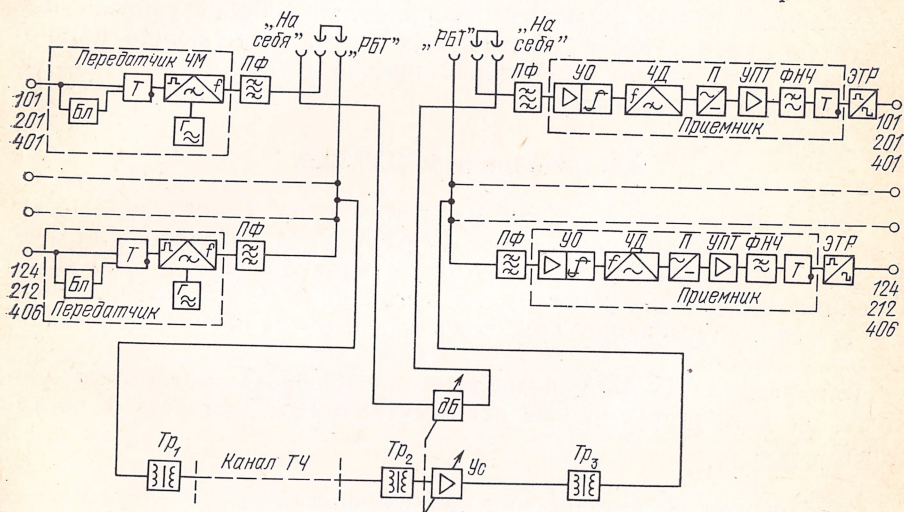 „На
себя"
„РБТ"
Передатчик ЧМ
ПФ
101
201
401
Бл
Т
f
Г
„РБТ"
„На
себя"
ПФ
УО
ЧД
П
УПТ
ФНЧ
ЭТР
f
Т
Приемник
101
201
401
ПФ
124
212
406
Бл
Т
f
Г
Передатчик
ПФ
УО
ЧД
П
УПТ
ФНЧ
ЭТР
f
Т
Приемник
124
212
406
дБ
Тр1
Канал ТЧ
Тр2
Ус
Тр3